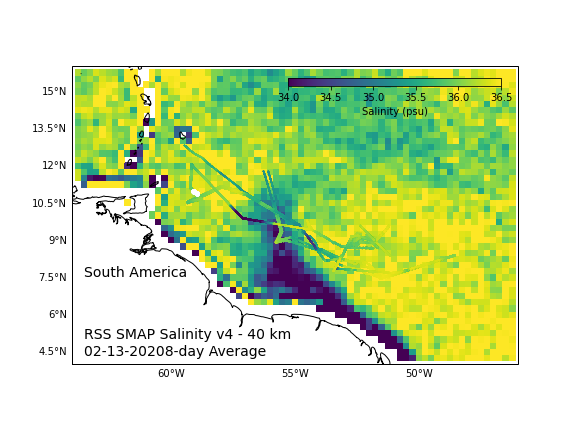 15°N
13.5°N
12°N
10.5°N
9°N
7.5°N
6°N
4.5°N
34.0 34.5 35.0 35.5 36.0 36.5
Salinity (psu)
South America
RSS SMAP Salinity v4 - 40 km
02-13-20208-day Average
60°W 55°W 50°W